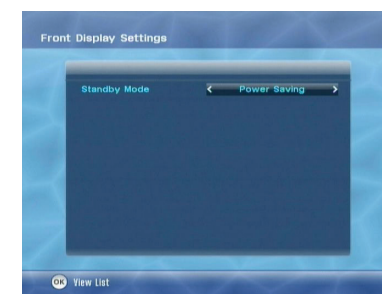 Front Display Settings
Standby Mode < Power Saving >
OK View List